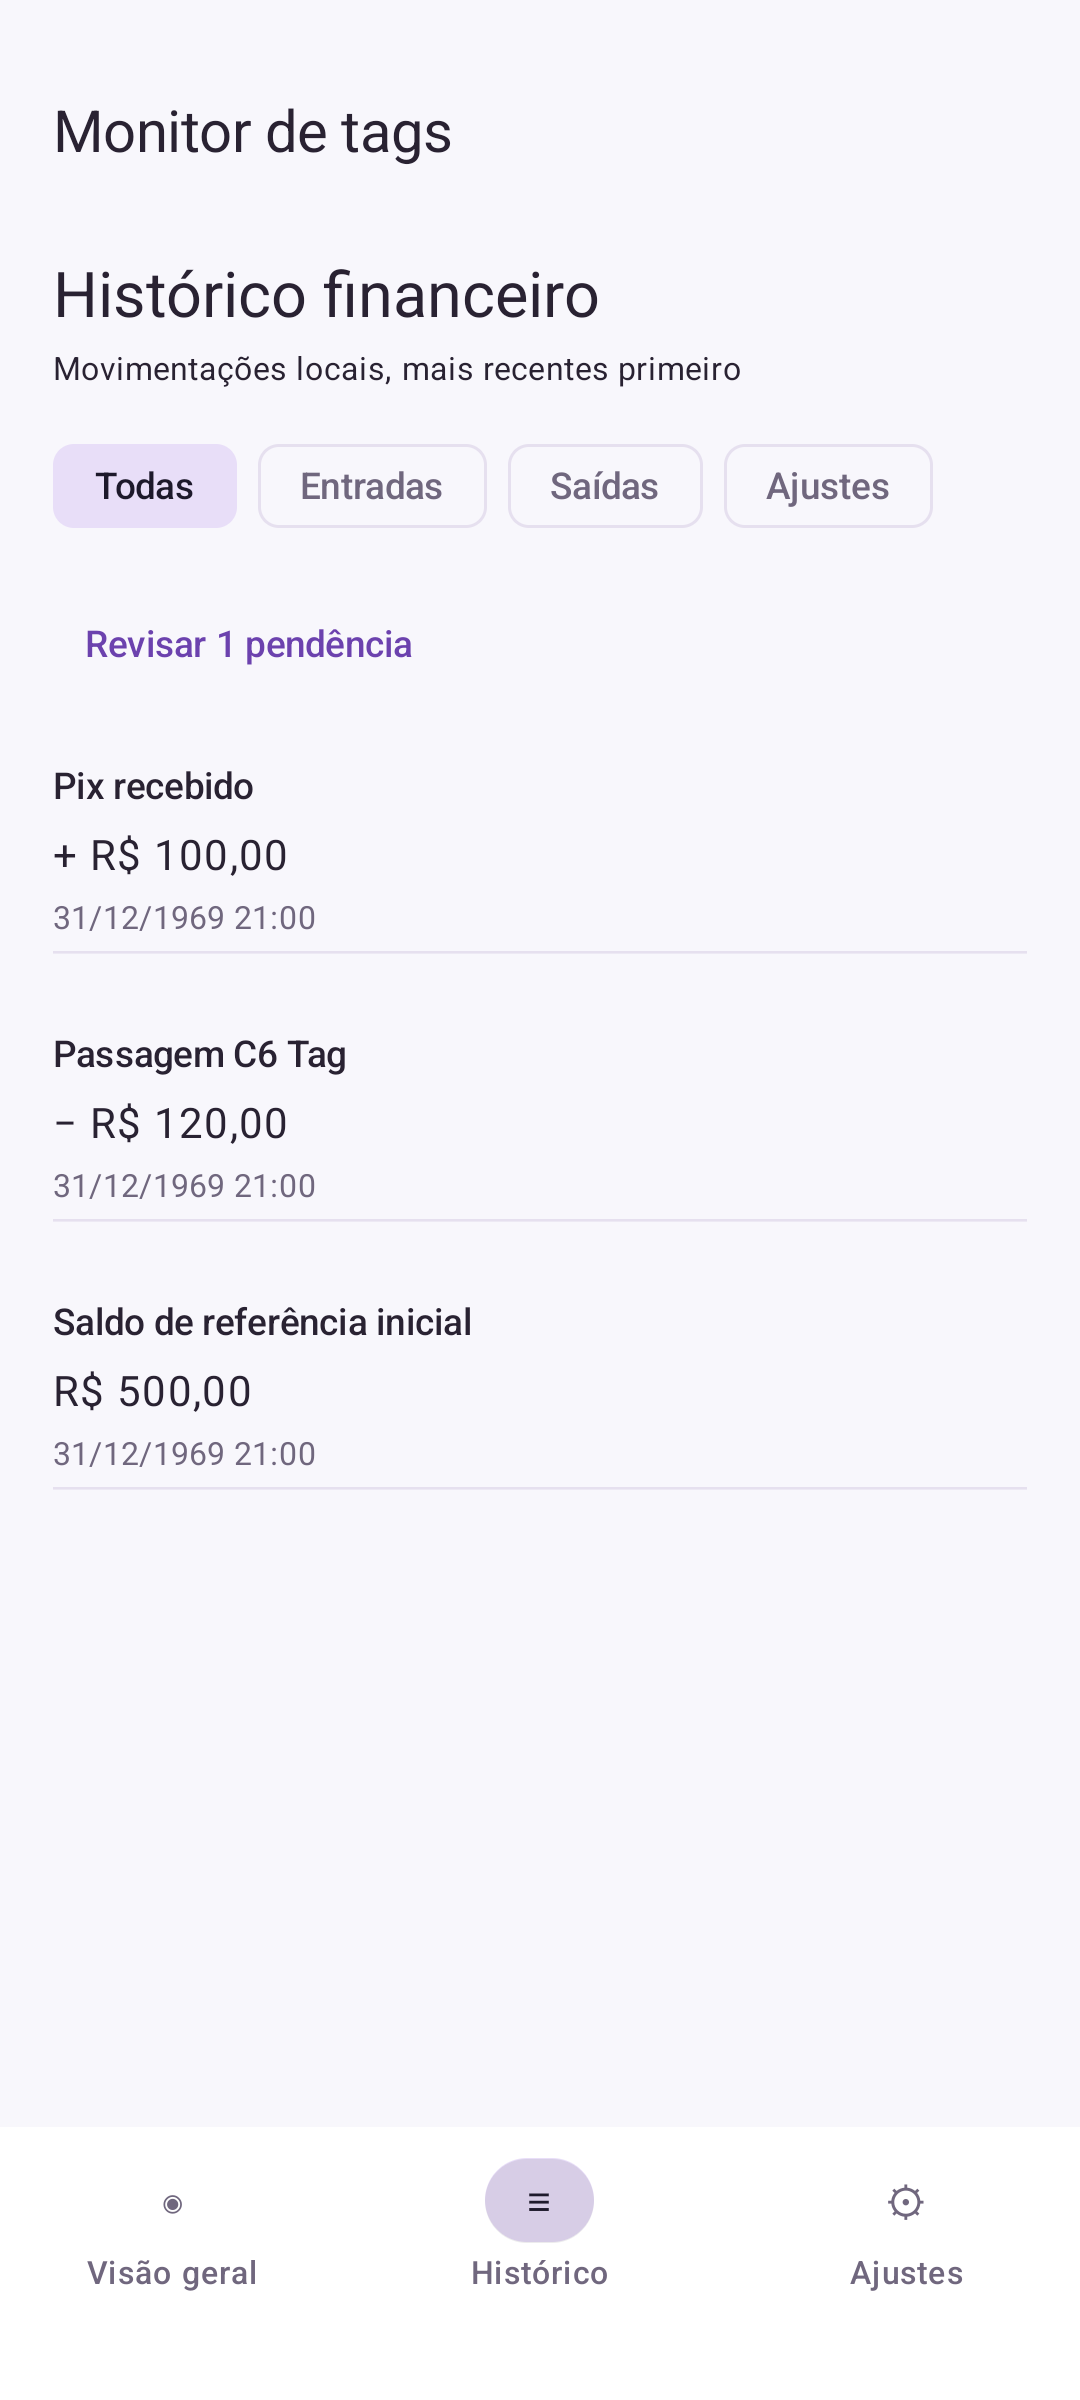 Monitor de tags
Histórico financeiro
Movimentações locais, mais recentes primeiro
Todas Entradas Saídas Ajustes
Revisar 1 pendência
Pix recebido
+ R$ 100,00
31/12/1969 21:00
Passagem C6 Tag
− R$ 120,00
31/12/1969 21:00
Saldo de referência inicial
R$ 500,00
31/12/1969 21:00
Visão geral Histórico Ajustes